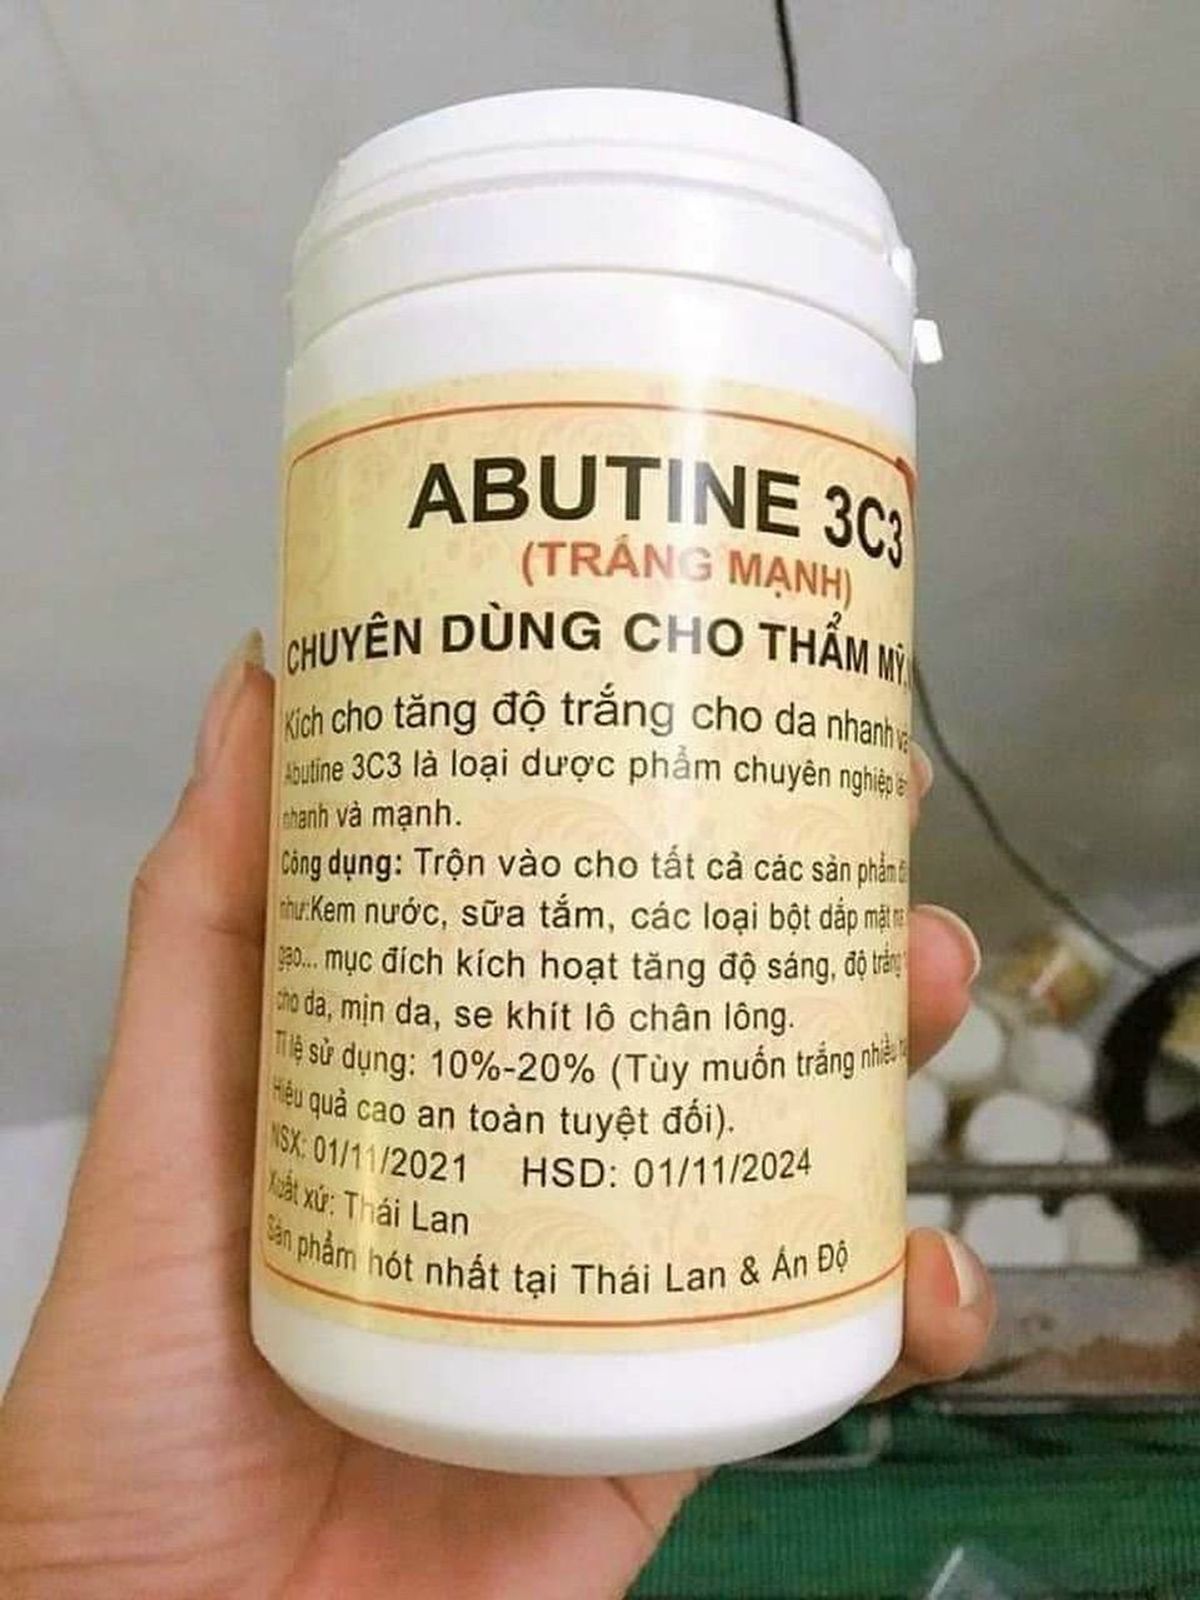 ABUTINE 3C3
(TRẮNG MẠNH)
CHUYÊN DÙNG CHO THẨM MỸ
Kích cho tăng độ trắng cho da nhanh và
Abutine 3C3 là loại dược phẩm chuyên nghiệp làm
nhanh và mạnh.
Công dụng: Trộn vào cho tất cả các sản phẩm
như:Kem nước, sữa tắm, các loại bột dắp mặt
gạo... mục đích kích hoạt tăng độ sáng, độ trắng
cho da, mịn da, se khít lô chân lông.
Tỉ lệ sử dụng: 10%-20% (Tùy muốn trắng nhiều
Hiệu quả cao an toàn tuyệt đối).
NSX: 01/11/2021 HSD: 01/11/2024
Xuất xứ: Thái Lan
Sản phẩm hót nhất tại Thái Lan & Ấn Độ